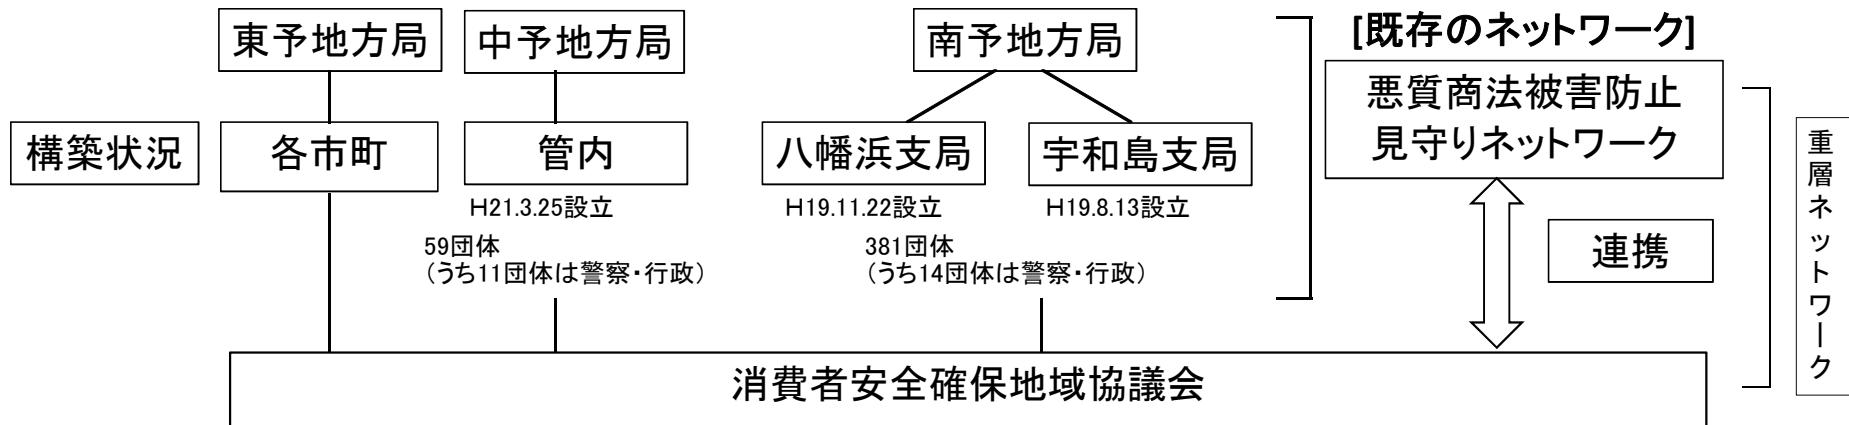 東予地方局
中予地方局
南予地方局
[既存のネットワーク]
悪質商法被害防止
見守りネットワーク
構築状況
各市町
管内
八幡浜支局
宇和島支局
H21.3.25設立
H19.11.22設立
H19.8.13設立
59団体
（うち11団体は警察・行政）
381団体
（うち14団体は警察・行政）
連携
重層ネットワーク
消費者安全確保地域協議会